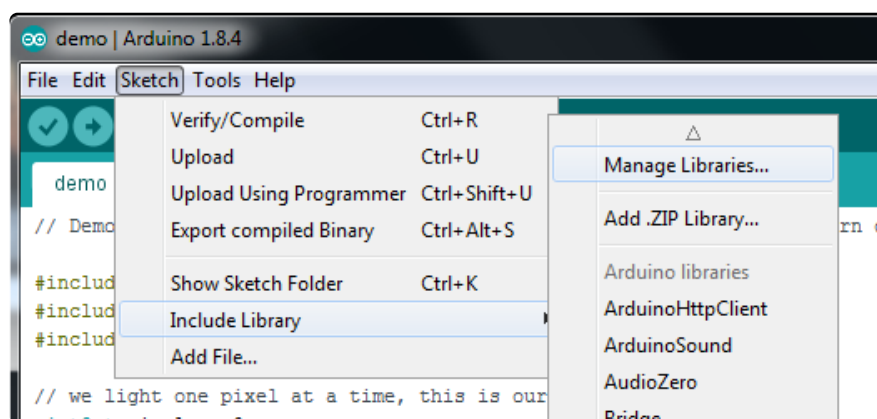 demo | Arduino 1.8.4
File Edit Sketch Tools Help
Verify/Compile Ctrl+R
Upload Ctrl+U
Upload Using Programmer Ctrl+Shift+U
Export compiled Binary Ctrl+Alt+S
Show Sketch Folder Ctrl+K
Include Library
Add File...
Manage Libraries...
Add .ZIP Library...
Arduino libraries
ArduinoHttpClient
ArduinoSound
AudioZero
Bridge
demo
// Demo
rn
#includ
#includ
#includ
// we light one pixel at a time, this is our